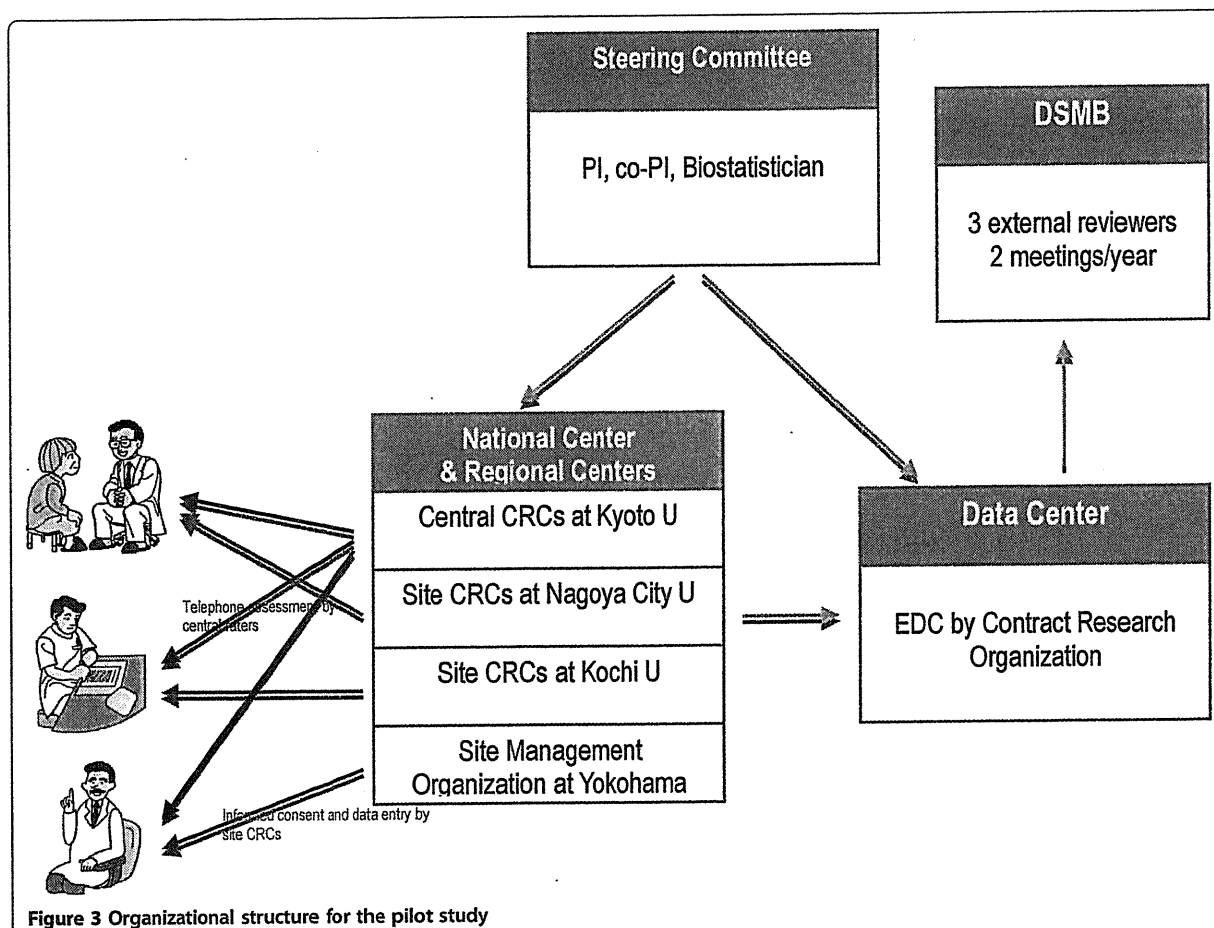 Steering Committee
PI, co-PI, Biostatistician
DSMB
3 external reviewers
2 meetings/year
National Center
& Regional Centers
Central CRCs at Kyoto U
Site CRCs at Nagoya City U
Site CRCs at Kochi U
Site Management
Organization at Yokohama
Data Center
EDC by Contract Research
Organization
Telephone assessment by
central raters
Informed consent and data entry by
site CRCs
Figure 3 Organizational structure for the pilot study